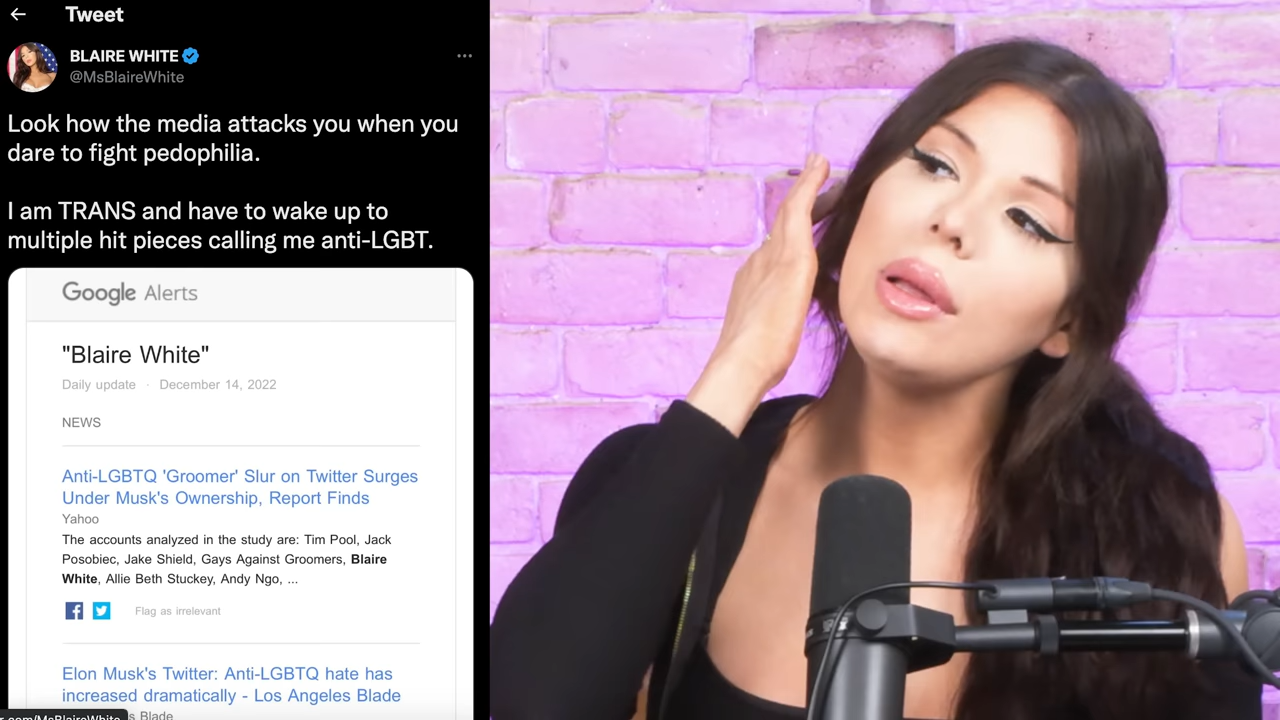 Tweet
BLAIRE WHITE
@MsBlaireWhite
Look how the media attacks you when you
dare to fight pedophilia.
I am TRANS and have to wake up to
multiple hit pieces calling me anti-LGBT.
Google Alerts
"Blaire White"
Daily update · December 14, 2022
NEWS
Anti-LGBTQ 'Groomer' Slur on Twitter Surges
Under Musk's Ownership, Report Finds
Yahoo
The accounts analyzed in the study are: Tim Pool, Jack
Posobiec, Jake Shield, Gays Against Groomers, Blaire
White, Allie Beth Stuckey, Andy Ngo, ...
Flag as irrelevant
Elon Musk's Twitter: Anti-LGBTQ hate has
increased dramatically - Los Angeles Blade
Blade